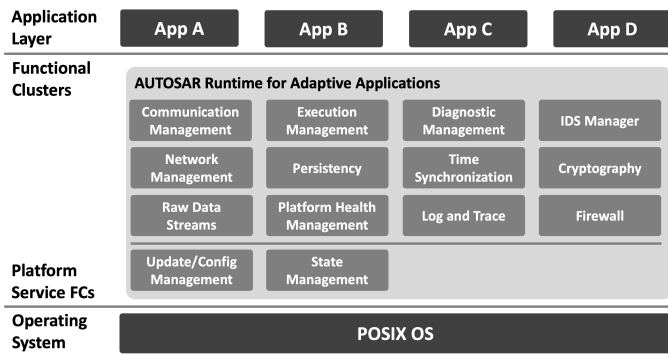 Application
Layer
App A
App B
App C
App D
Functional
Clusters
AUTOSAR Runtime for Adaptive Applications
Communication
Management
Execution
Management
Diagnostic
Management
IDS Manager
Network
Management
Persistency
Time
Synchronization
Cryptography
Raw Data
Streams
Platform Health
Management
Log and Trace
Firewall
Platform
Service FCs
Update/Config
Management
State
Management
Operating
System
POSIX OS